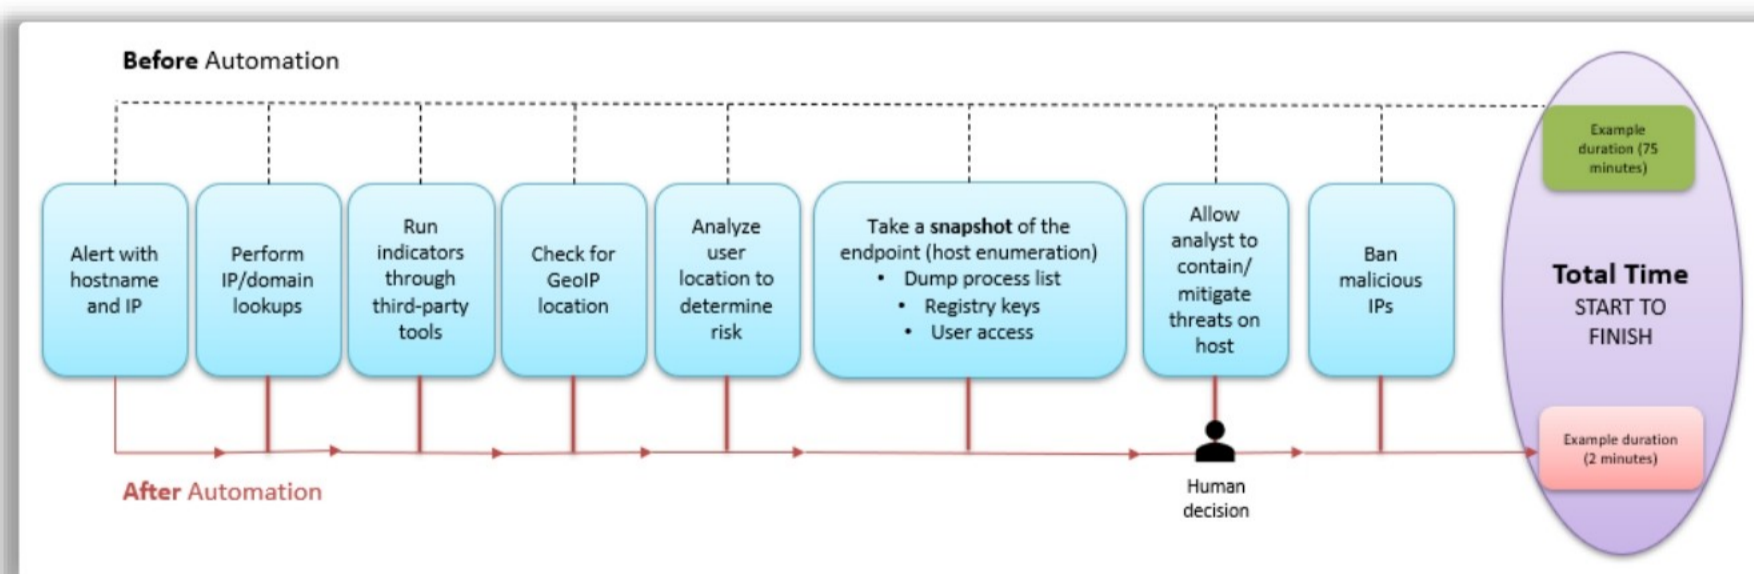 Before Automation
Alert with
hostname
and IP
Perform
IP/domain
lookups
Run
indicators
through
third-party
tools
Check for
GeoIP
location
Analyze
user
location to
determine
risk
Take a snapshot of the
endpoint (host enumeration)
• Dump process list
• Registry keys
• User access
Allow
analyst to
contain/
mitigate
threats on
host
Ban
malicious
IPs
Example
duration (75
minutes)
Total Time
START TO
FINISH
Example duration
(2 minutes)
After Automation
Human
decision